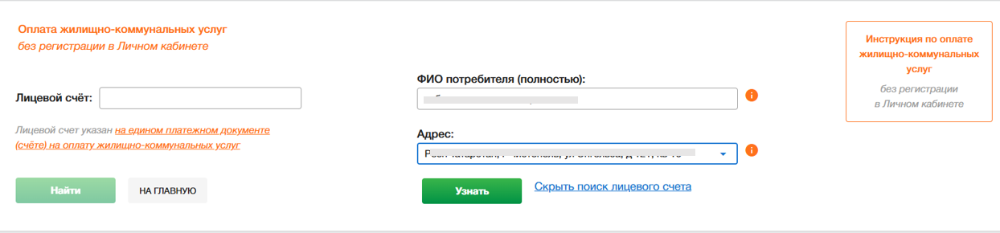 Оплата жилищно-коммунальных услуг
без регистрации в Личном кабинете
Лицевой счёт:
Лицевой счет указан на едином платежном документе
(счёте) на оплату жилищно-коммунальных услуг
Найти
НА ГЛАВНУЮ
ФИО потребителя (полностью):
Адрес:
Узнать
Скрыть поиск лицевого счета
Инструкция по оплате
жилищно-коммунальных
услуг
без регистрации
в Личном кабинете